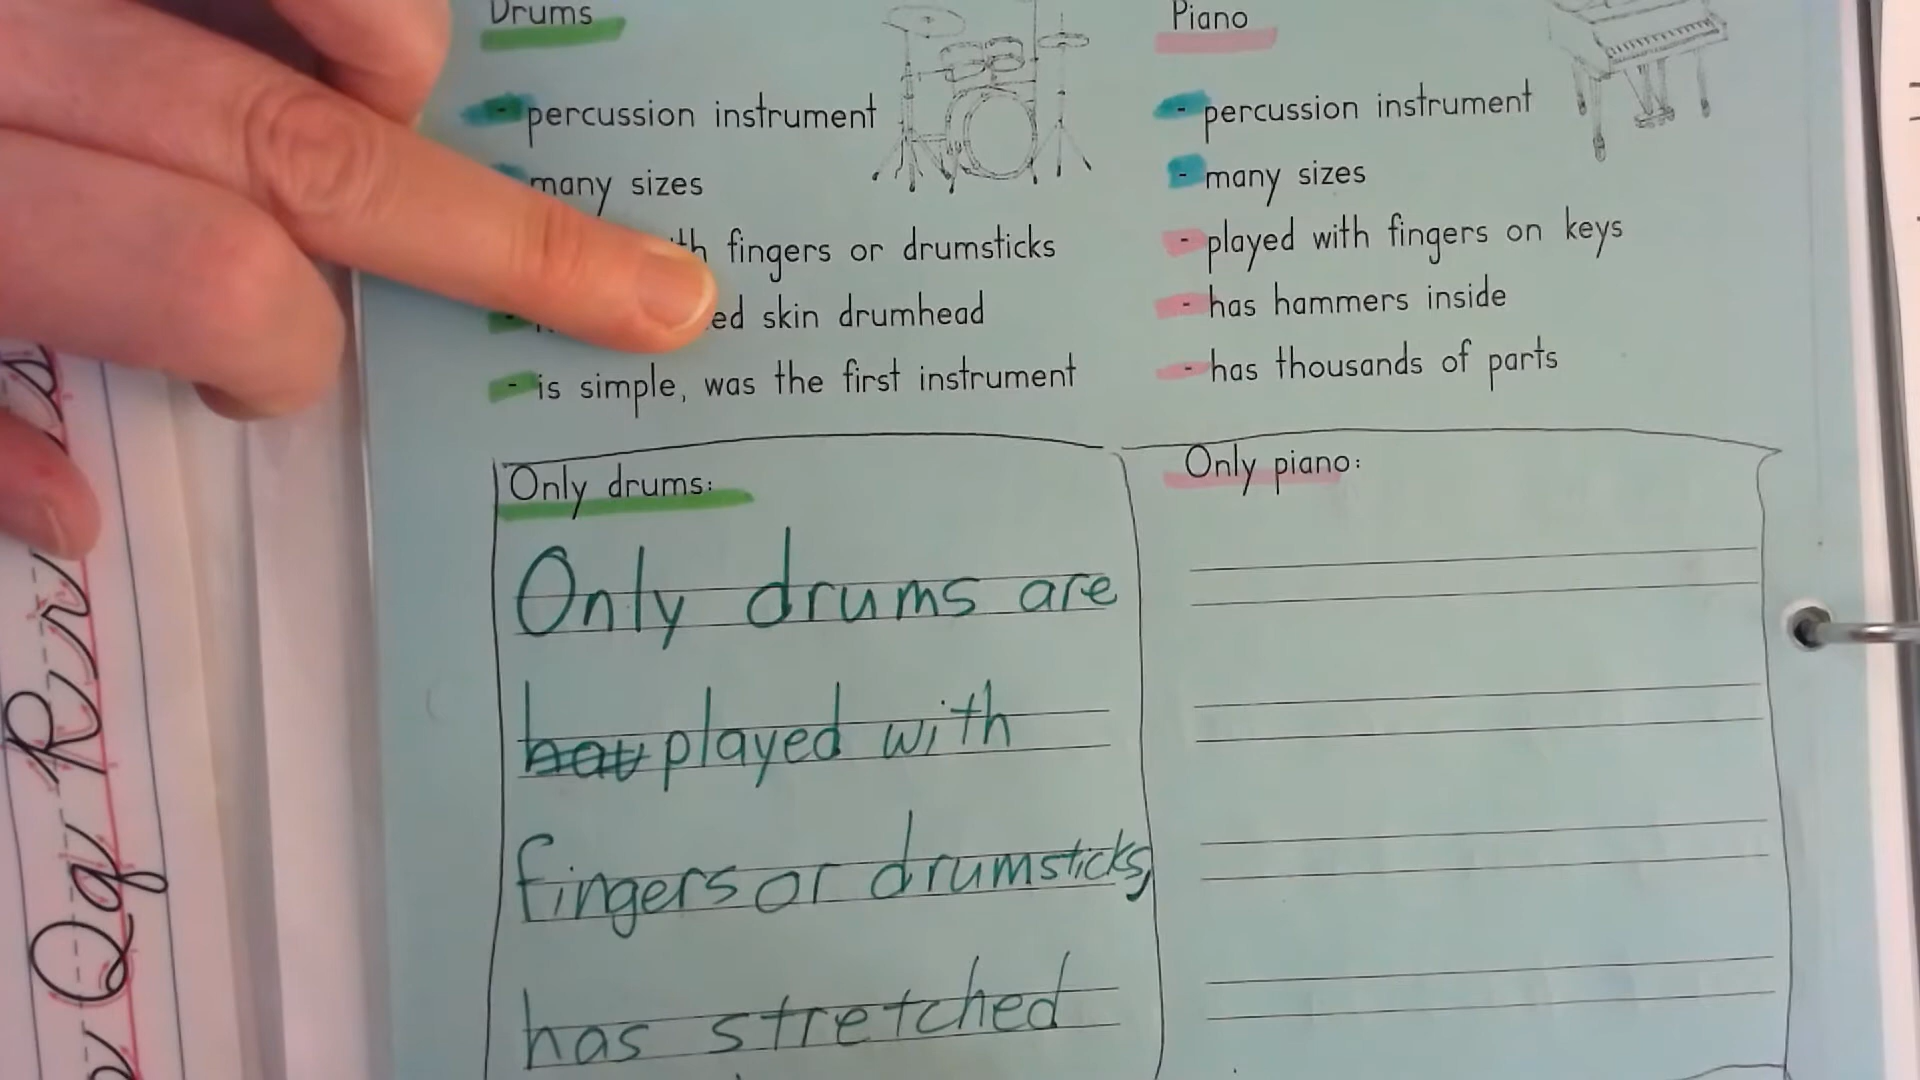 Drums
- percussion instrument
many sizes
fingers or drumsticks
skin drumhead
- is simple, was the first instrument
Piano
- percussion instrument
- many sizes
- played with fingers on keys
- has hammers inside
- has thousands of parts
Only drums:
Only drums are
played with
fingers or drumsticks,
has stretched
Only piano:
Rr
Qq